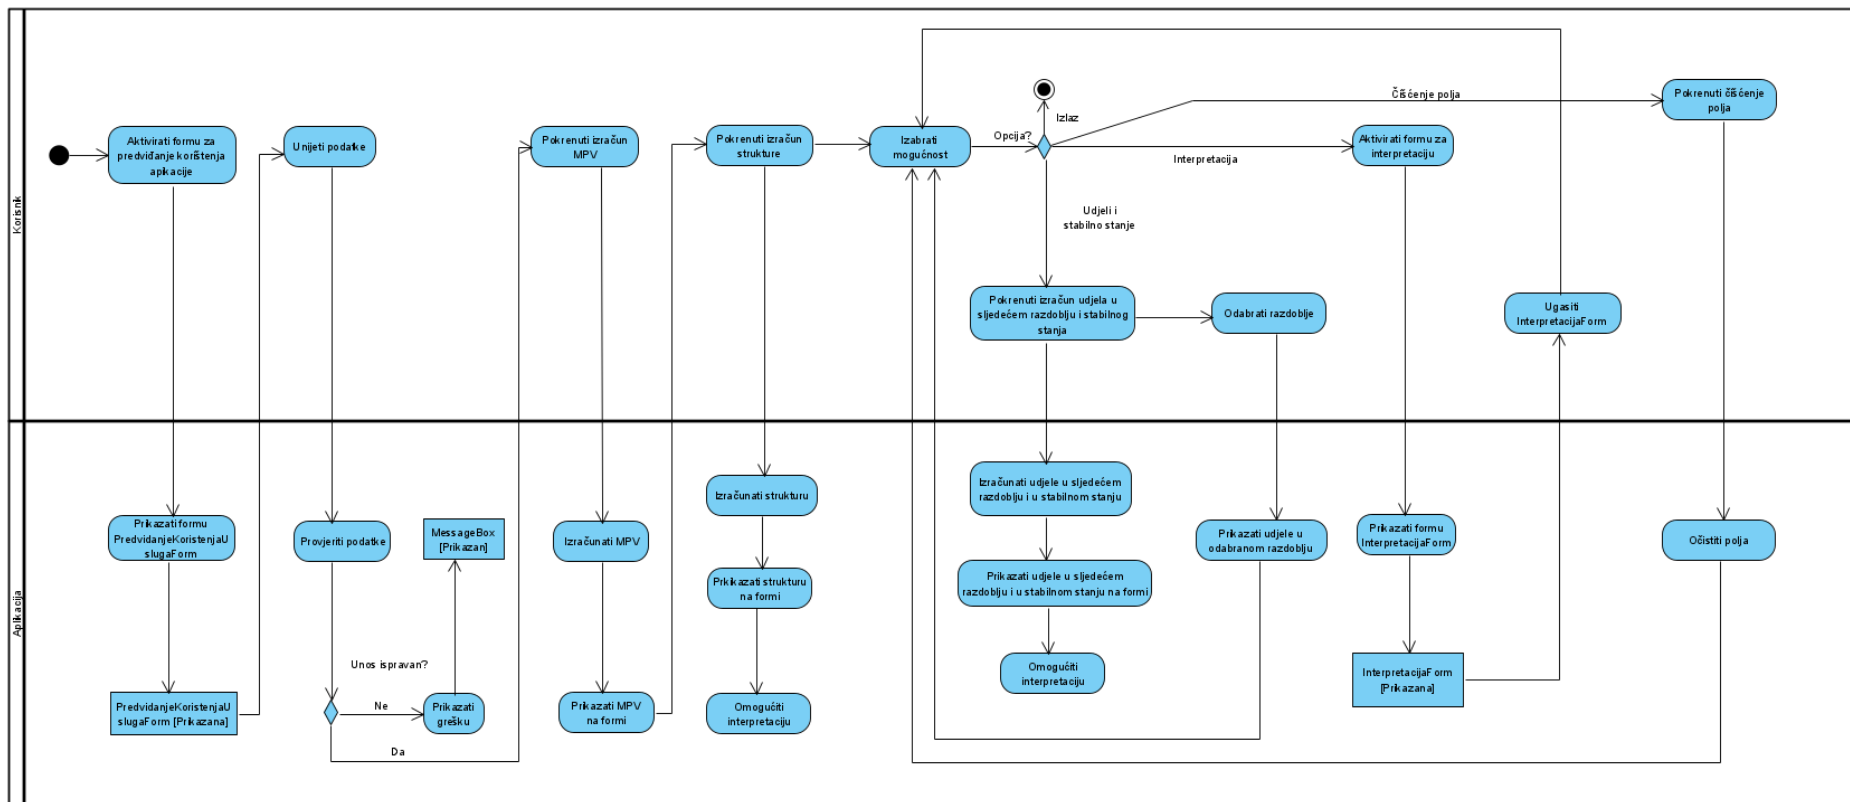 Korisnik
Aktivirati formu za
predviđanje korištenja
apikacije
Unijeti podatke
Pokrenuti izračun
MPV
Pokrenuti izračun
strukture
Izabrati
mogućnost
Opcija?
Izlaz
Čišćenje polja
Pokrenuti čišćenje
polja
Interpretacija
Aktivirati formu za
interpretaciju
Udjeli i
stabilno stanje
Pokrenuti izračun udjela u
sljedećem razdoblju i stabilnog
stanja
Odabrati razdoblje
Ugasiti
InterpretacijaForm
Aplikacija
Prikazati formu
PredvidanjeKoristenjaU
slugaForm
Provjeriti podatke
MessageBox
[Prikazan]
Izračunati MPV
Izračunati strukturu
Prkikazati strukturu
na formi
Izračunati udjele u sljedećem
razdoblju i u stabilnom stanju
Prikazati udjele u sljedećem
razdoblju i u stabilnom stanju na formi
Prikazati udjele u
odabranom razdoblju
Prikazati formu
InterpretacijaForm
Očistiti polja
PredvidanjeKoristenjaU
slugaForm [Prikazana]
Unos ispravan?
Ne
Prikazati
grešku
Da
Prikazati MPV
na formi
Omogućiti
interpretaciju
Omogućiti
interpretaciju
InterpretacijaForm
[Prikazana]